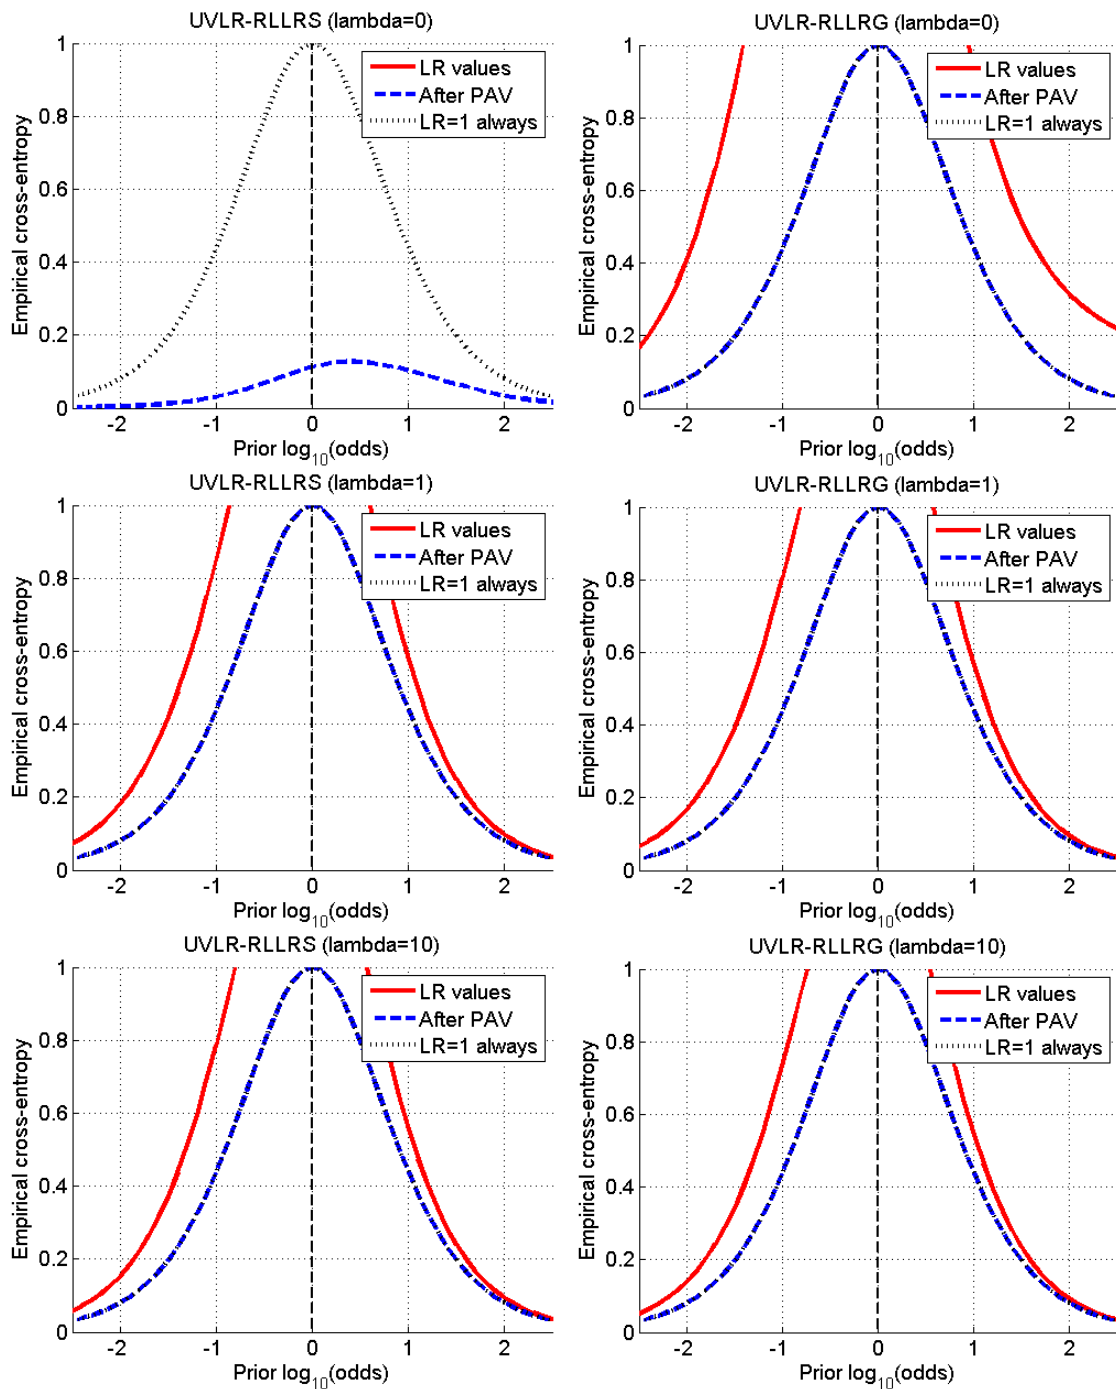 UVLR-RLLRS (lambda=0)
1
0.8
0.6
0.4
0.2
0
Empirical cross-entropy
LR values
After PAV
LR=1 always
-2
-1
0
1
2
Prior log10(odds)
UVLR-RLLRG (lambda=0)
1
0.8
0.6
0.4
0.2
0
Empirical cross-entropy
LR values
After PAV
LR=1 always
-2
-1
0
1
2
Prior log10(odds)
UVLR-RLLRS (lambda=1)
1
0.8
0.6
0.4
0.2
0
Empirical cross-entropy
LR values
After PAV
LR=1 always
-2
-1
0
1
2
Prior log10(odds)
UVLR-RLLRG (lambda=1)
1
0.8
0.6
0.4
0.2
0
Empirical cross-entropy
LR values
After PAV
LR=1 always
-2
-1
0
1
2
Prior log10(odds)
UVLR-RLLRS (lambda=10)
1
0.8
0.6
0.4
0.2
0
Empirical cross-entropy
LR values
After PAV
LR=1 always
-2
-1
0
1
2
Prior log10(odds)
UVLR-RLLRG (lambda=10)
1
0.8
0.6
0.4
0.2
0
Empirical cross-entropy
LR values
After PAV
LR=1 always
-2
-1
0
1
2
Prior log10(odds)